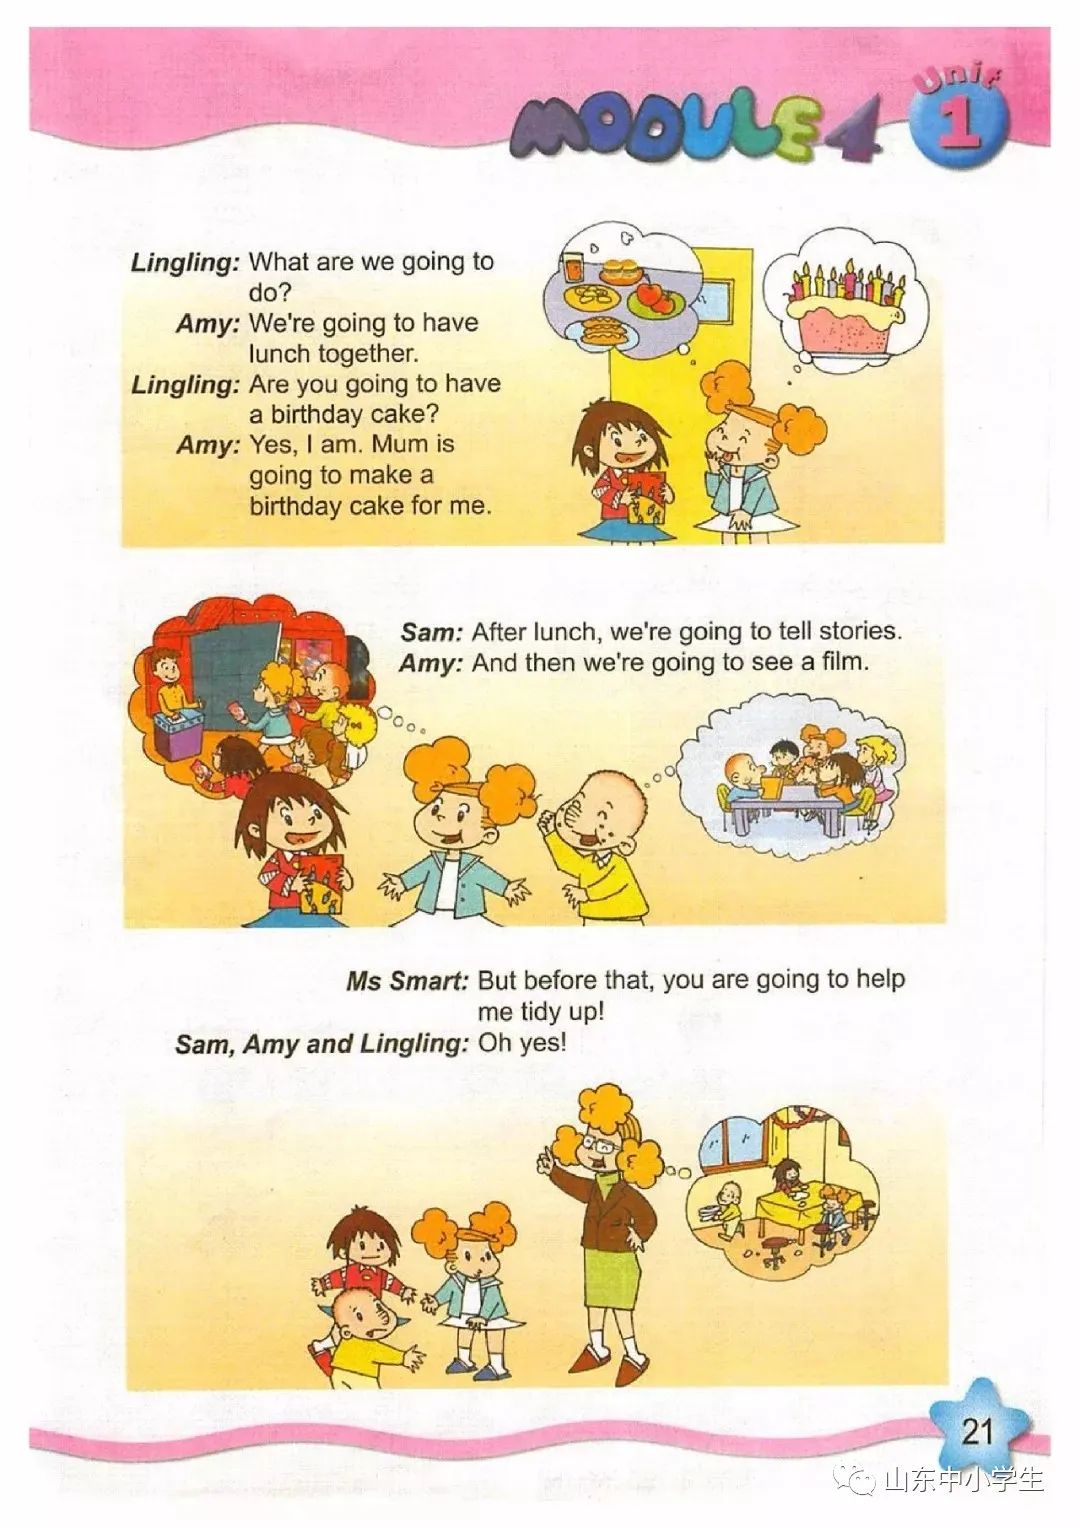 MODULE 4 Unit 1
Lingling: What are we going to
do?
Amy: We're going to have
lunch together.
Lingling: Are you going to have
a birthday cake?
Amy: Yes, I am. Mum is
going to make a
birthday cake for me.
Sam: After lunch, we're going to tell stories.
Amy: And then we're going to see a film.
Ms Smart: But before that, you are going to help
me tidy up!
Sam, Amy and Lingling: Oh yes!
21
山东中小学生